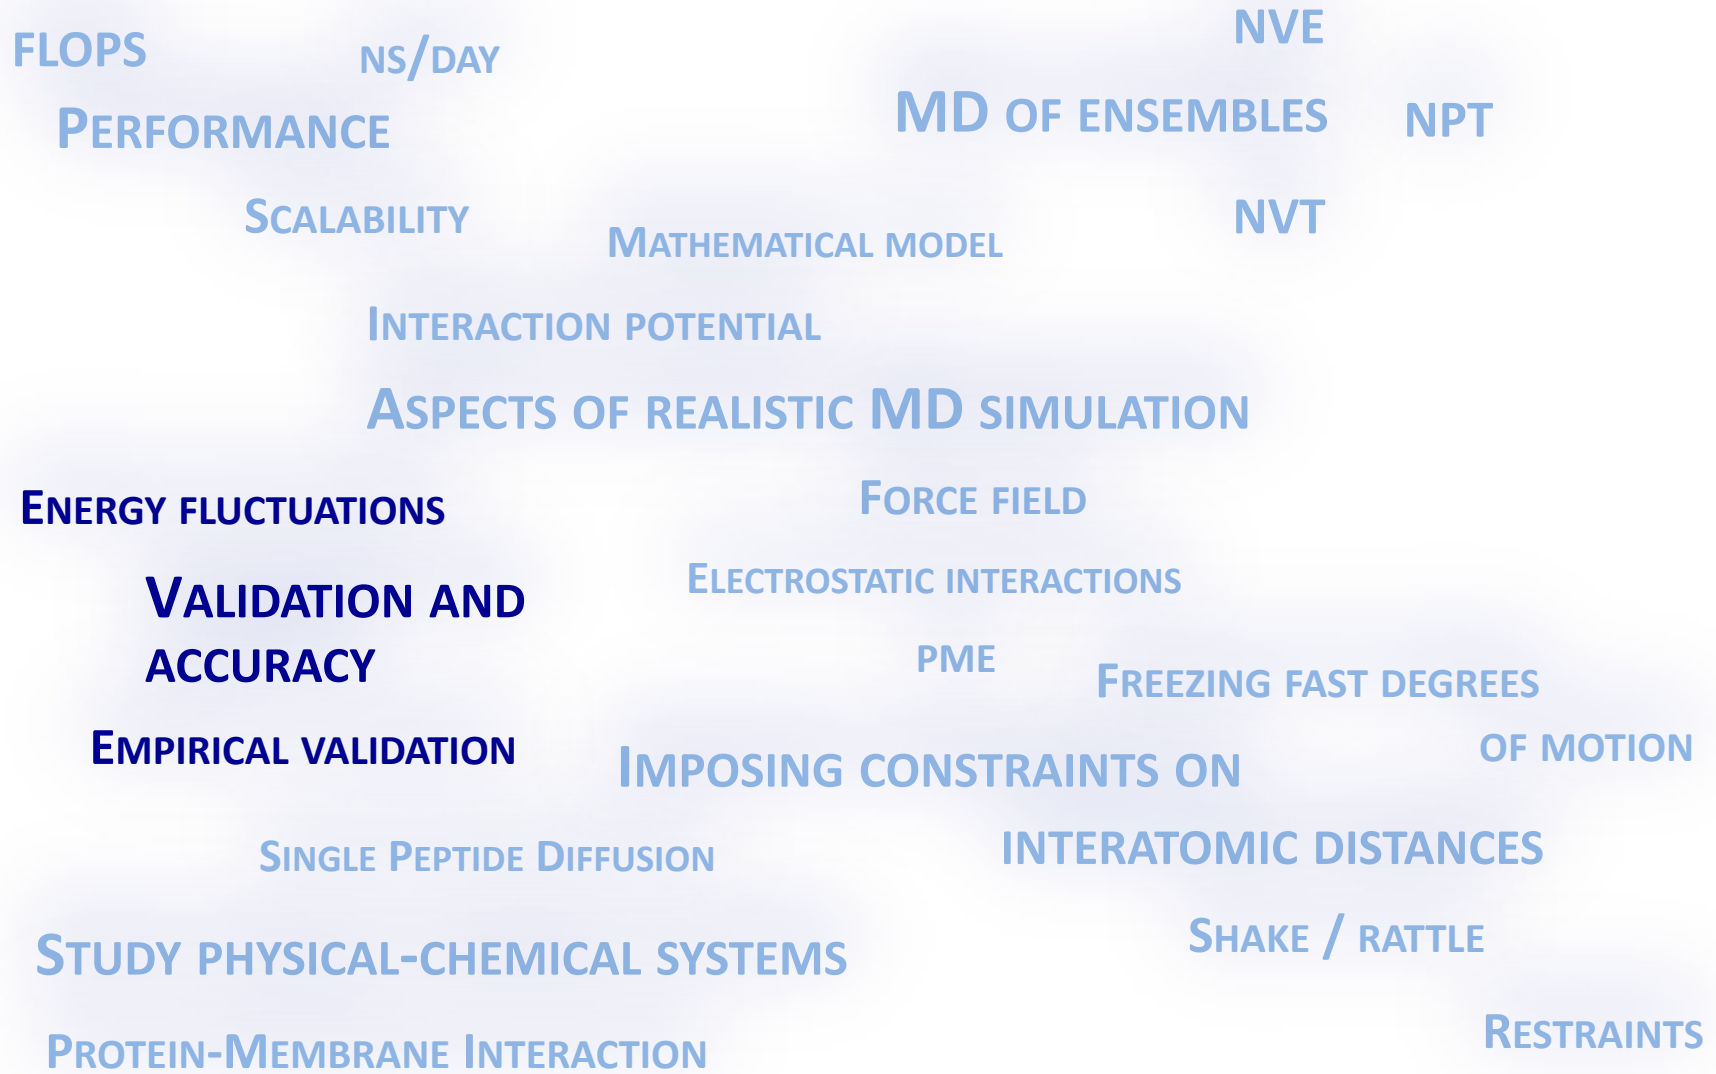 FLOPS
NS/DAY
PERFORMANCE
SCALABILITY
NVE
MD OF ENSEMBLES
NPT
NVT
MATHEMATICAL MODEL
INTERACTION POTENTIAL
ASPECTS OF REALISTIC MD SIMULATION
FORCE FIELD
ELECTROSTATIC INTERACTIONS
PME
ENERGY FLUCTUATIONS
VALIDATION AND
ACCURACY
EMPIRICAL VALIDATION
FREEZING FAST DEGREES
OF MOTION
IMPOSING CONSTRAINTS ON
INTERATOMIC DISTANCES
SHAKE / RATTLE
RESTRAINTS
SINGLE PEPTIDE DIFFUSION
STUDY PHYSICAL-CHEMICAL SYSTEMS
PROTEIN-MEMBRANE INTERACTION